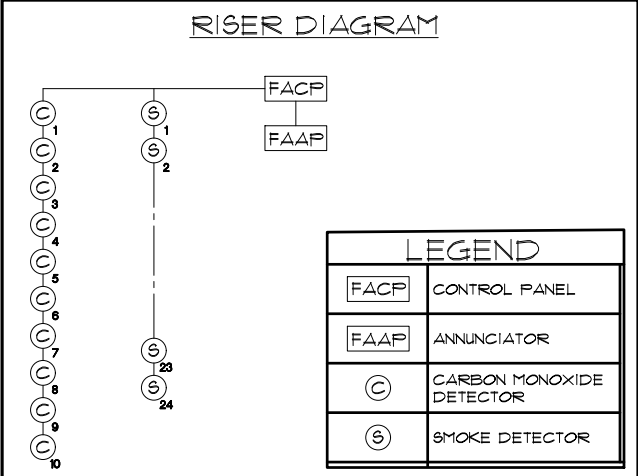 RISER DIAGRAM
FACP
FAAP
C 1
C 2
C 3
C 4
C 5
C 6
C 7
C 8
C 9
C 10
S 1
S 2
S 23
S 24
LEGEND
FACP CONTROL PANEL
FAAP ANNUNCIATOR
C CARBON MONOXIDE
DETECTOR
S SMOKE DETECTOR